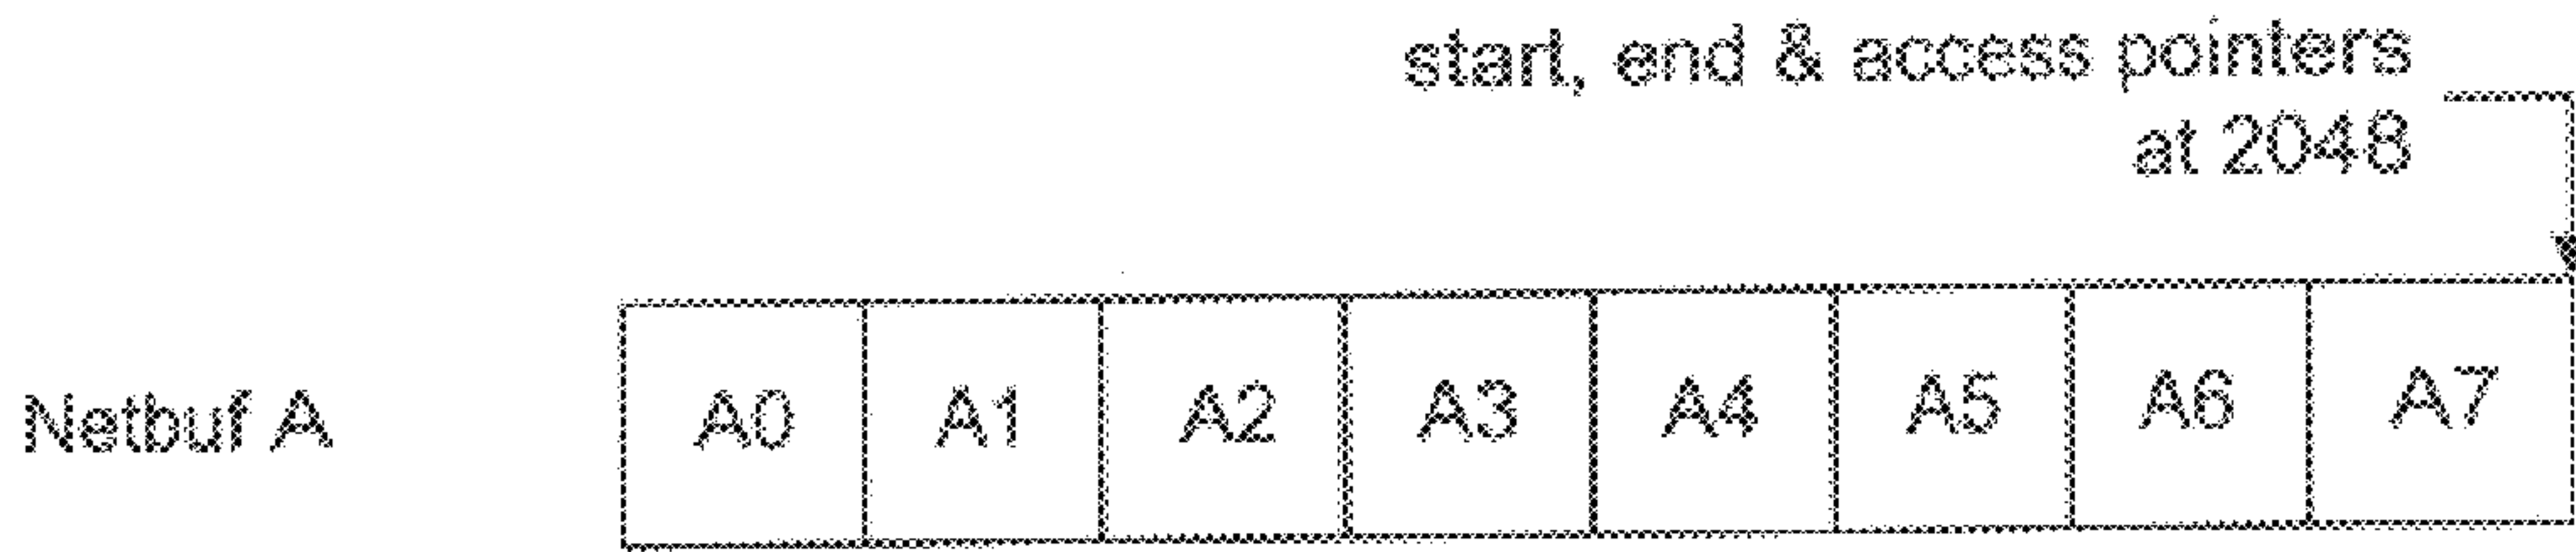 start, end & access pointers
at 2048
Netbuf A A0 A1 A2 A3 A4 A5 A6 A7